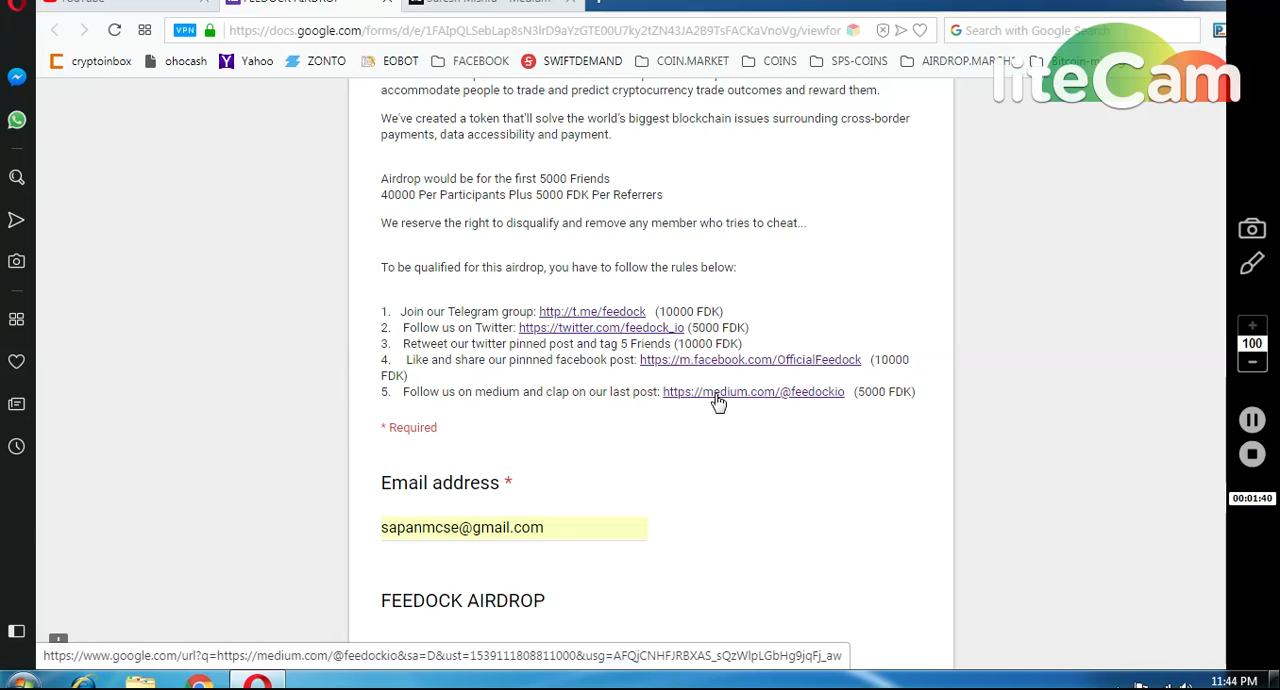 YouTube
FEEDOCK AIRDROP
Suresh Mishra – Medium
VPN
https://docs.google.com/forms/d/e/1FAIpQLSebLap8sN3lrD9aYzGTE00U7ky2tZN43JA2B9TsFACKaVnoVg/viewfor
Search with Google Search
cryptoinbox
ohocash
Yahoo
ZONTO
EOBOT
FACEBOOK
SWIFTDEMAND
COIN.MARKET
COINS
SPS-COINS
AIRDROP.MARCH
Bitcoin-mi
liteCam
accommodate people to trade and predict cryptocurrency trade outcomes and reward them.
We've created a token that'll solve the world's biggest blockchain issues surrounding cross-border
payments, data accessibility and payment.
Airdrop would be for the first 5000 Friends
40000 Per Participants Plus 5000 FDK Per Referrers
We reserve the right to disqualify and remove any member who tries to cheat...
To be qualified for this airdrop, you have to follow the rules below:
1. Join our Telegram group: http://t.me/feedock (10000 FDK)
2. Follow us on Twitter: https://twitter.com/feedock_io (5000 FDK)
3. Retweet our twitter pinned post and tag 5 Friends (10000 FDK)
4. Like and share our pinnned facebook post: https://m.facebook.com/OfficialFeedock (10000
FDK)
5. Follow us on medium and clap on our last post: https://medium.com/@feedockio (5000 FDK)
* Required
Email address *
sapanmcse@gmail.com
FEEDOCK AIRDROP
https://www.google.com/url?q=https://medium.com/@feedockio&sa=D&ust=1539111808811000&usg=AFQjCNHFJRBXAS_sQzWlpLGbHg9jqFj_aw
100
00:01:40
11:44 PM